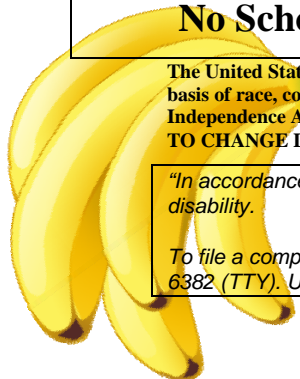 No Scho
The United Stat
basis of race, co
Independence A
TO CHANGE
“In accordance
disability.
To file a comp
6382 (TTY). U